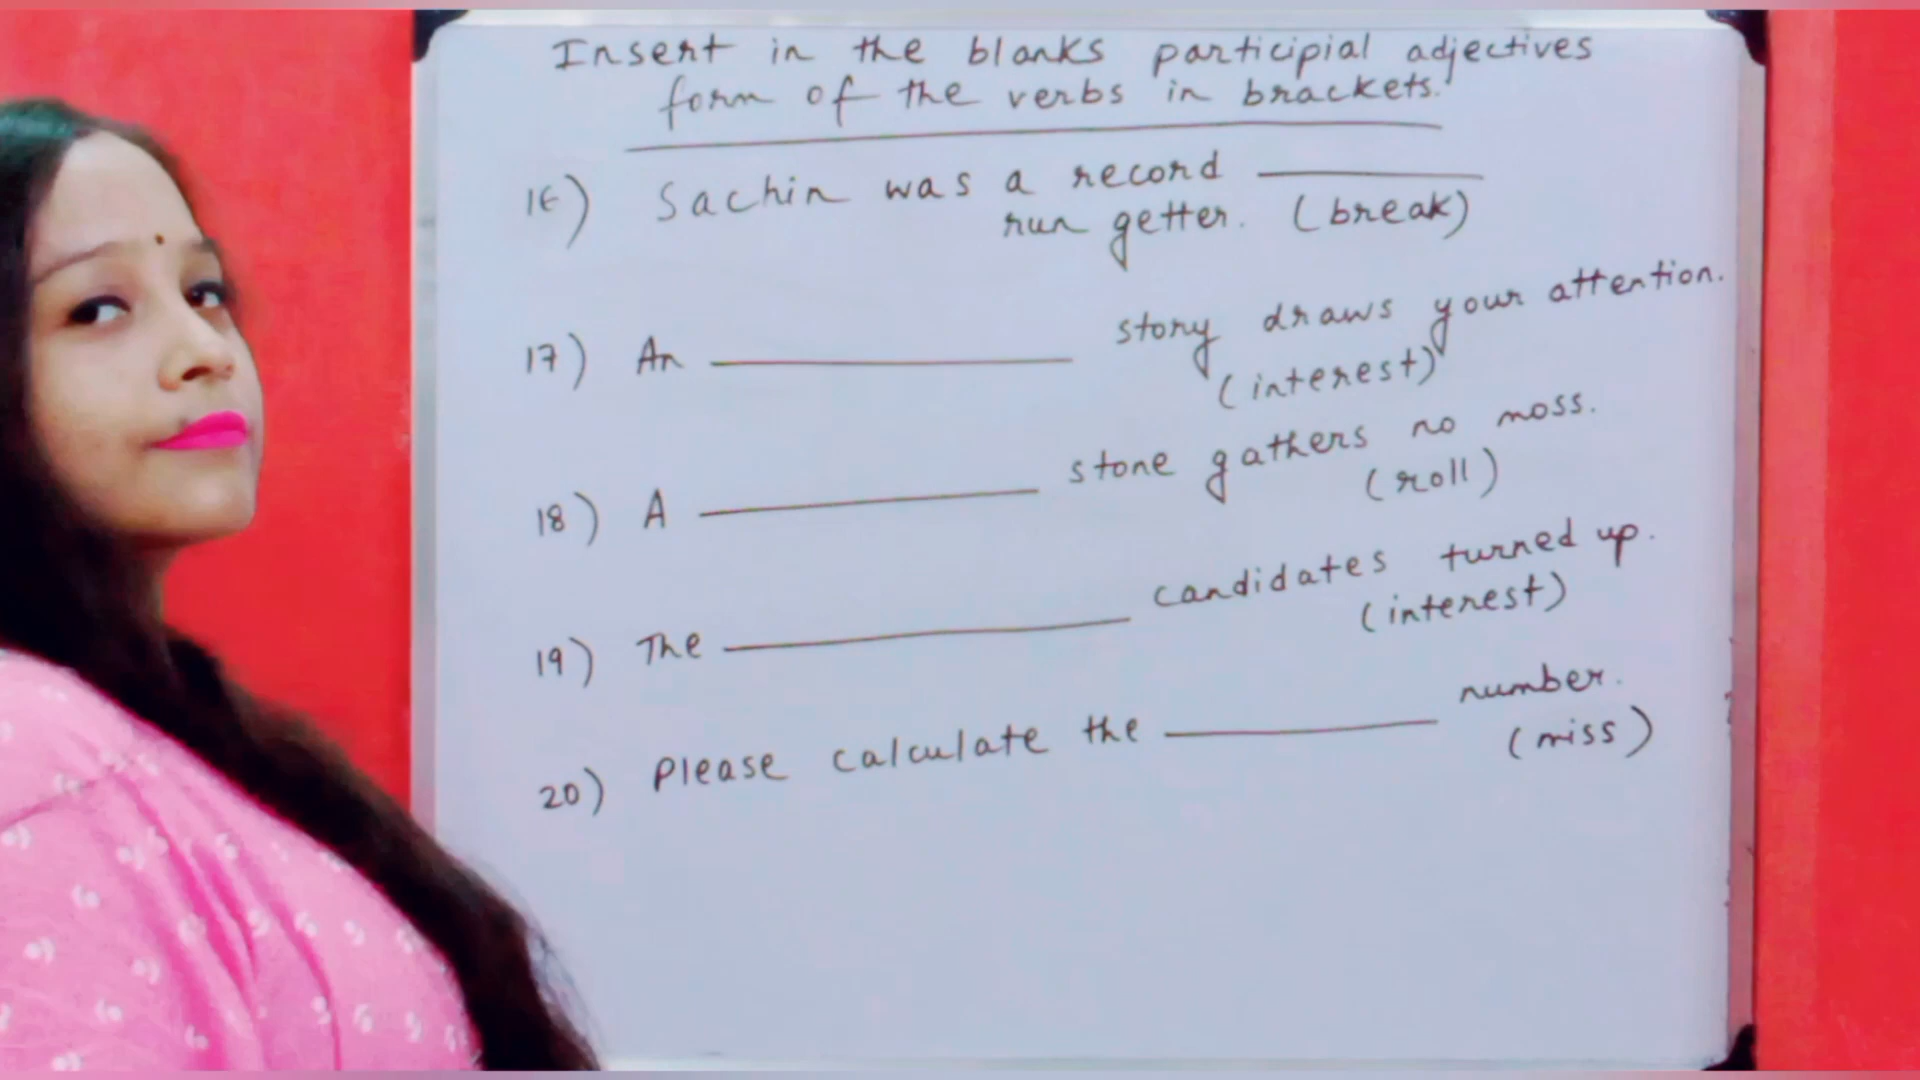 Insert in the blanks participial adjectives
form of the verbs in brackets.
16) Sachin was a record ________
run getter. (break)
17) An ________ story draws your attention.
(interest)
18) A ________ stone gathers no moss.
(roll)
19) The ________ candidates turned up.
(interest)
20) Please calculate the ________ number.
(miss)